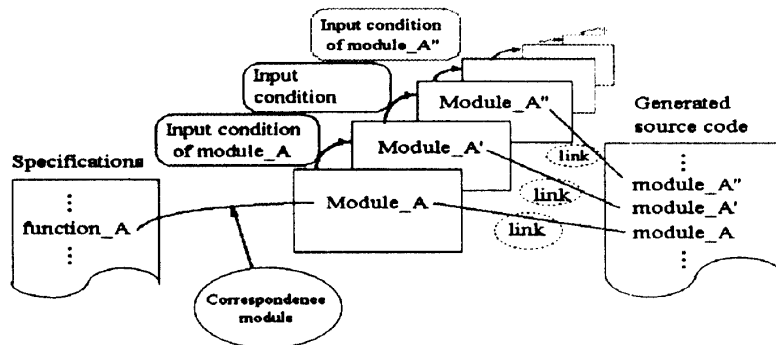 Input condition
of module_A"
Input
condition
Input condition
of module_A
Module_A"
Module_A'
Module_A
Generated
source code
Specifications
⋮
function_A
⋮
link
link
link
⋮
module_A"
module_A'
module_A
⋮
Correspondence
module